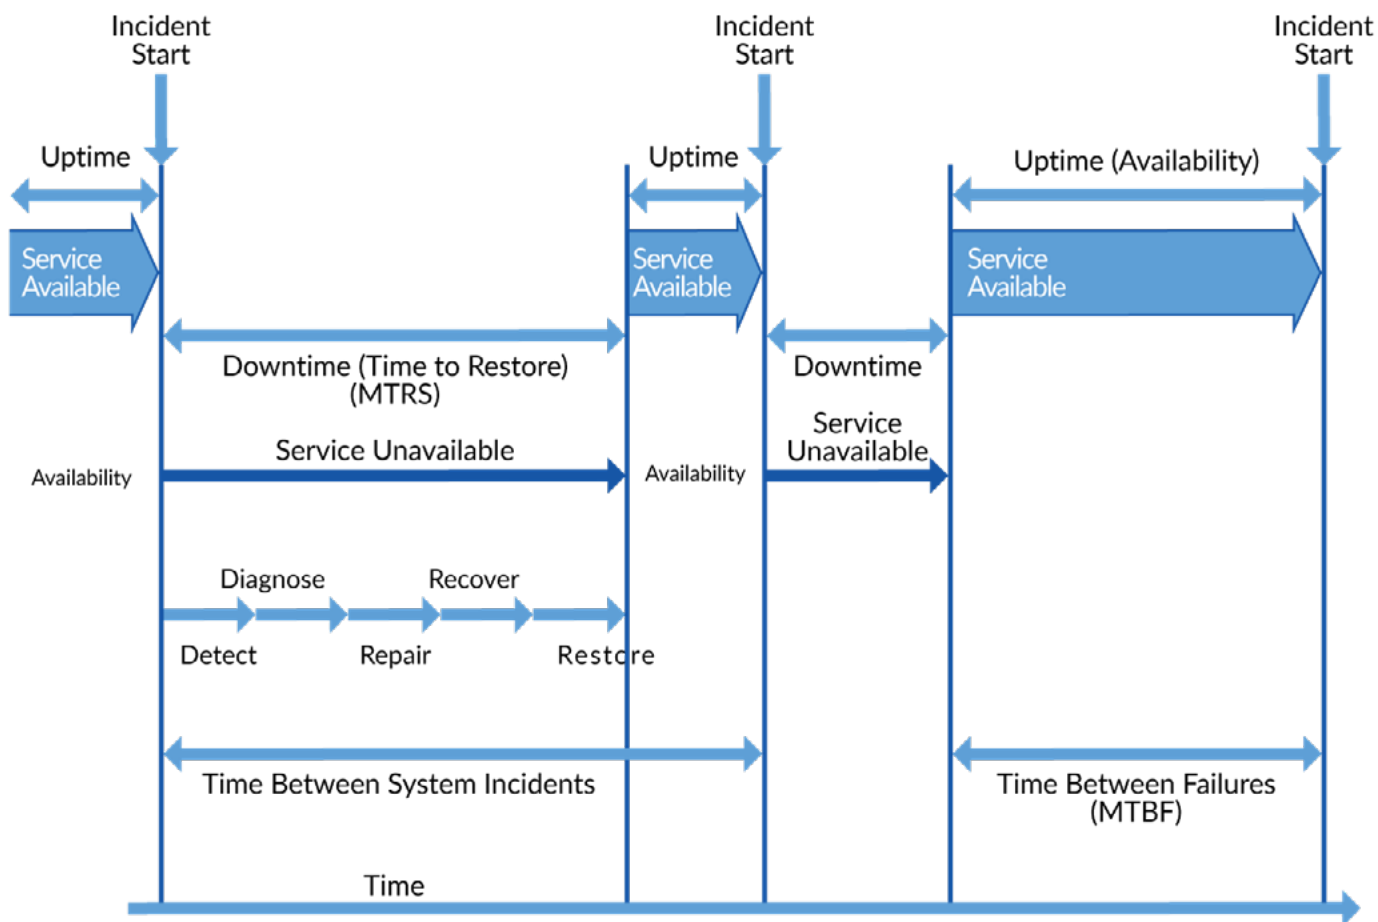 Incident
Start
Incident
Start
Incident
Start
Uptime
Uptime
Uptime (Availability)
Service
Available
Service
Available
Service
Available
Downtime (Time to Restore)
(MTRS)
Downtime
Service Unavailable
Service
Unavailable
Availability
Availability
Diagnose
Recover
Detect
Repair
Restore
Time Between System Incidents
Time Between Failures
(MTBF)
Time